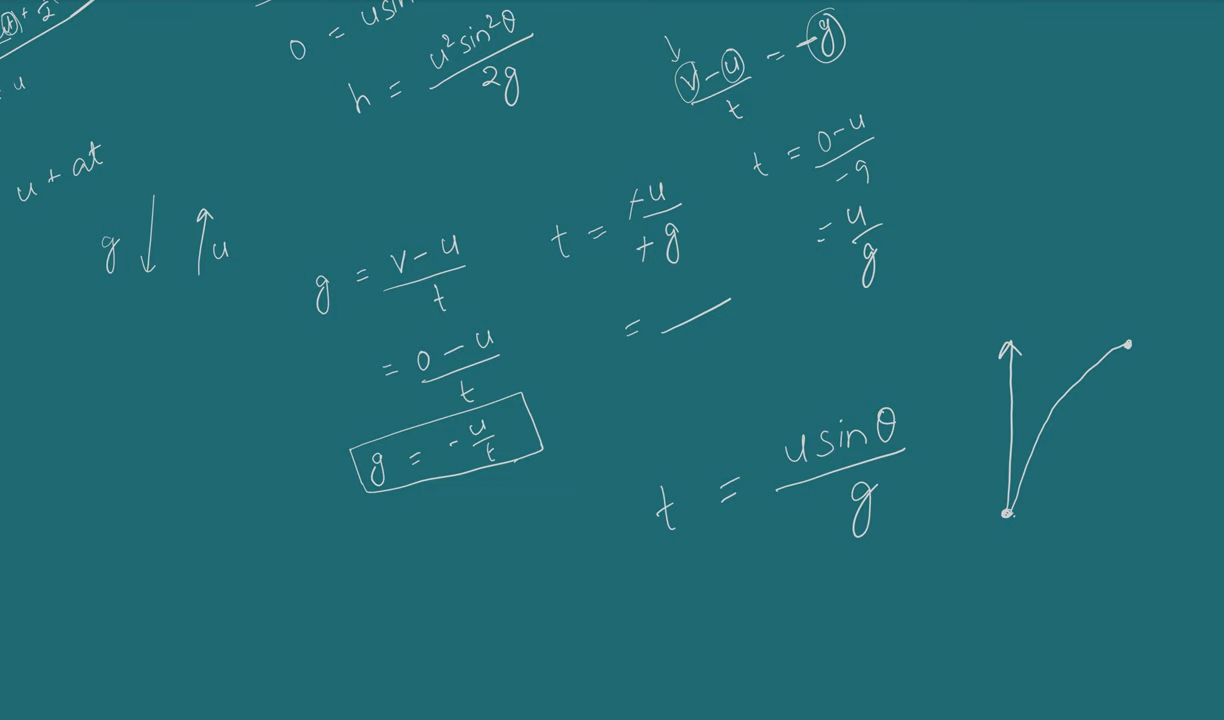 0 = usin
h = u²sin²θ / 2g
v - u / t = -g
u + at
= u
t = 0 - u / -g
= u / g
g ↓ ↑ u
g = v - u / t
= 0 - u / t
g = - u / t
t = +u / +g
=
t = usinθ / g